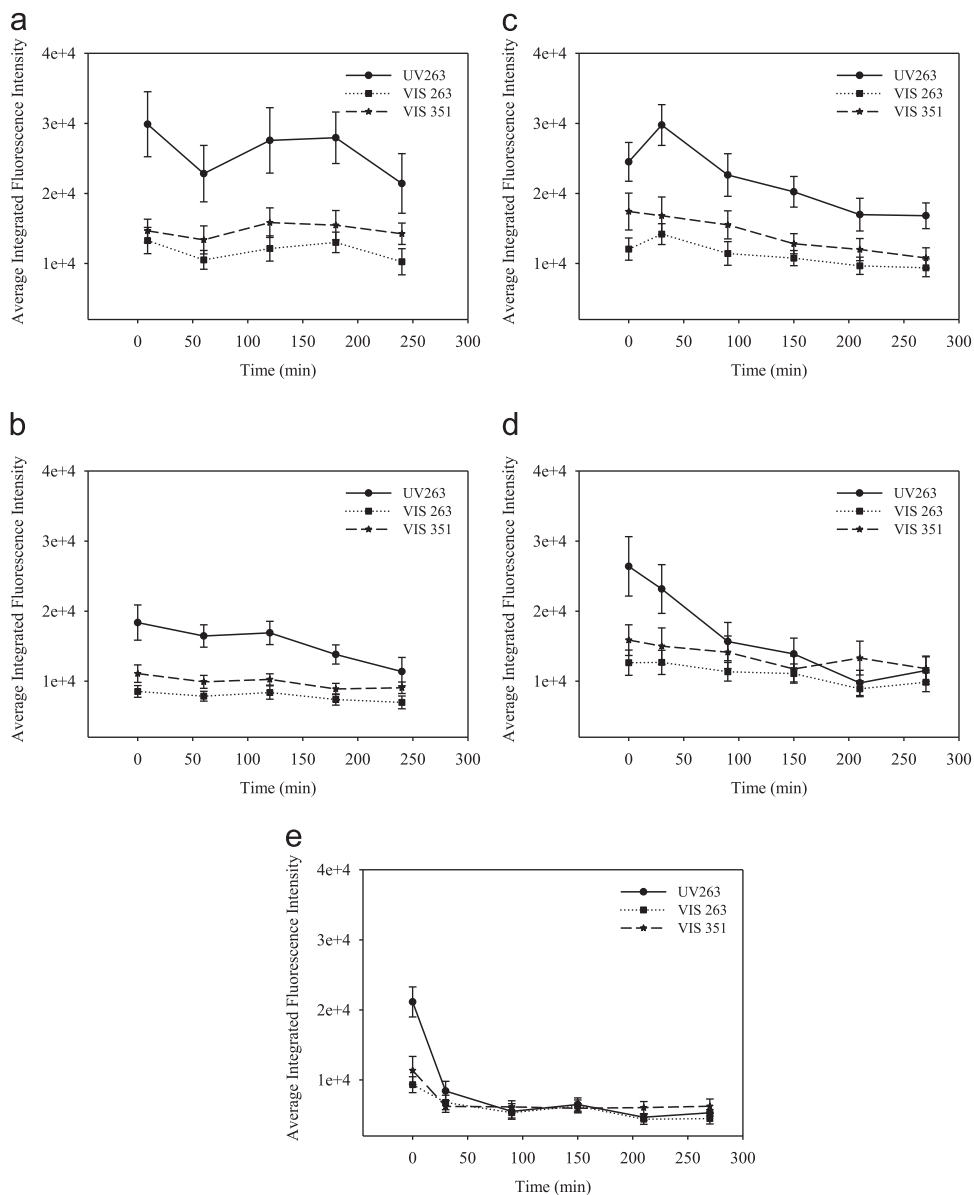 a
Average Integrated Fluorescence Intensity
4e+4
3e+4
2e+4
1e+4
UV263
VIS 263
VIS 351
0 50 100 150 200 250 300
Time (min)
c
Average Integrated Fluorescence Intensity
4e+4
3e+4
2e+4
1e+4
UV263
VIS 263
VIS 351
0 50 100 150 200 250 300
Time (min)
b
Average Integrated Fluorescence Intensity
4e+4
3e+4
2e+4
1e+4
UV263
VIS 263
VIS 351
0 50 100 150 200 250 300
Time (min)
d
Average Integrated Fluorescence Intensity
4e+4
3e+4
2e+4
1e+4
UV263
VIS 263
VIS 351
0 50 100 150 200 250 300
Time (min)
e
Average Integrated Fluorescence Intensity
4e+4
3e+4
2e+4
1e+4
UV263
VIS 263
VIS 351
0 50 100 150 200 250 300
Time (min)